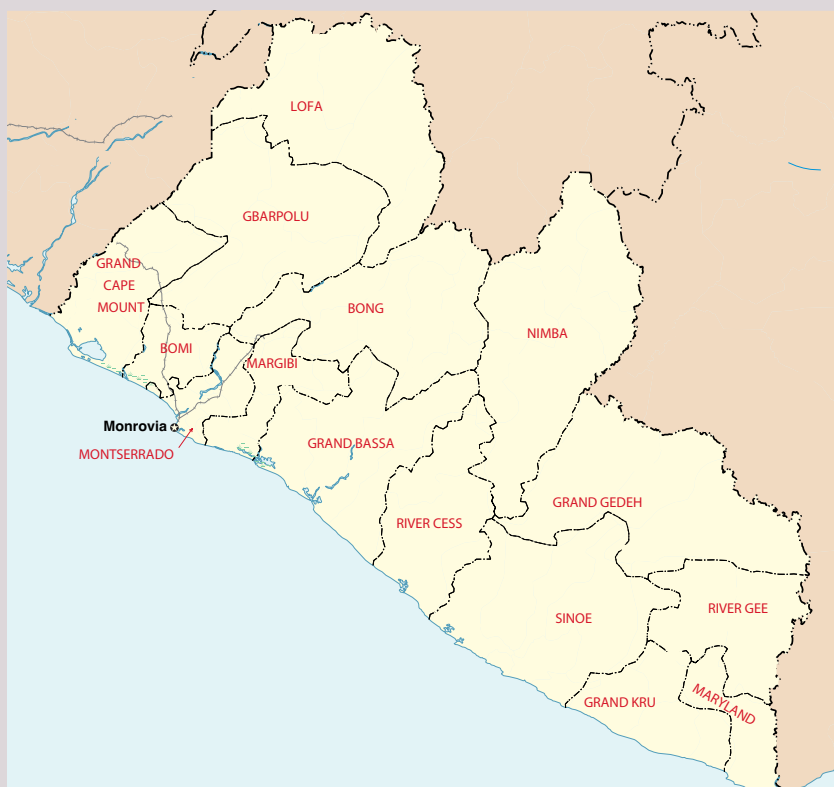 LOFA
GBARPOLU
GRAND
CAPE
MOUNT
BONG
NIMBA
BOMI
MARGIBI
Monrovia
MONTSERRADO
GRAND BASSA
GRAND GEDEH
RIVER CESS
RIVER GEE
SINOE
GRAND KRU
MARYLAND